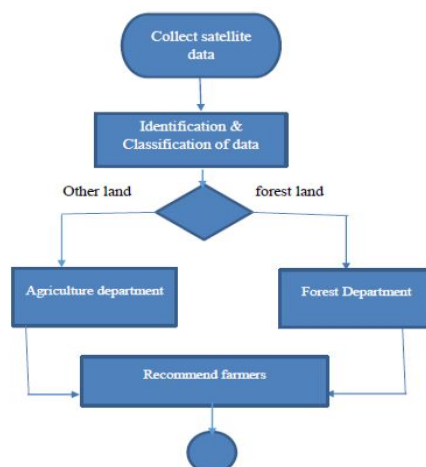 Collect satellite
data
Identification &
Classification of data
Other land
forest land
Agriculture department
Forest Department
Recommend farmers